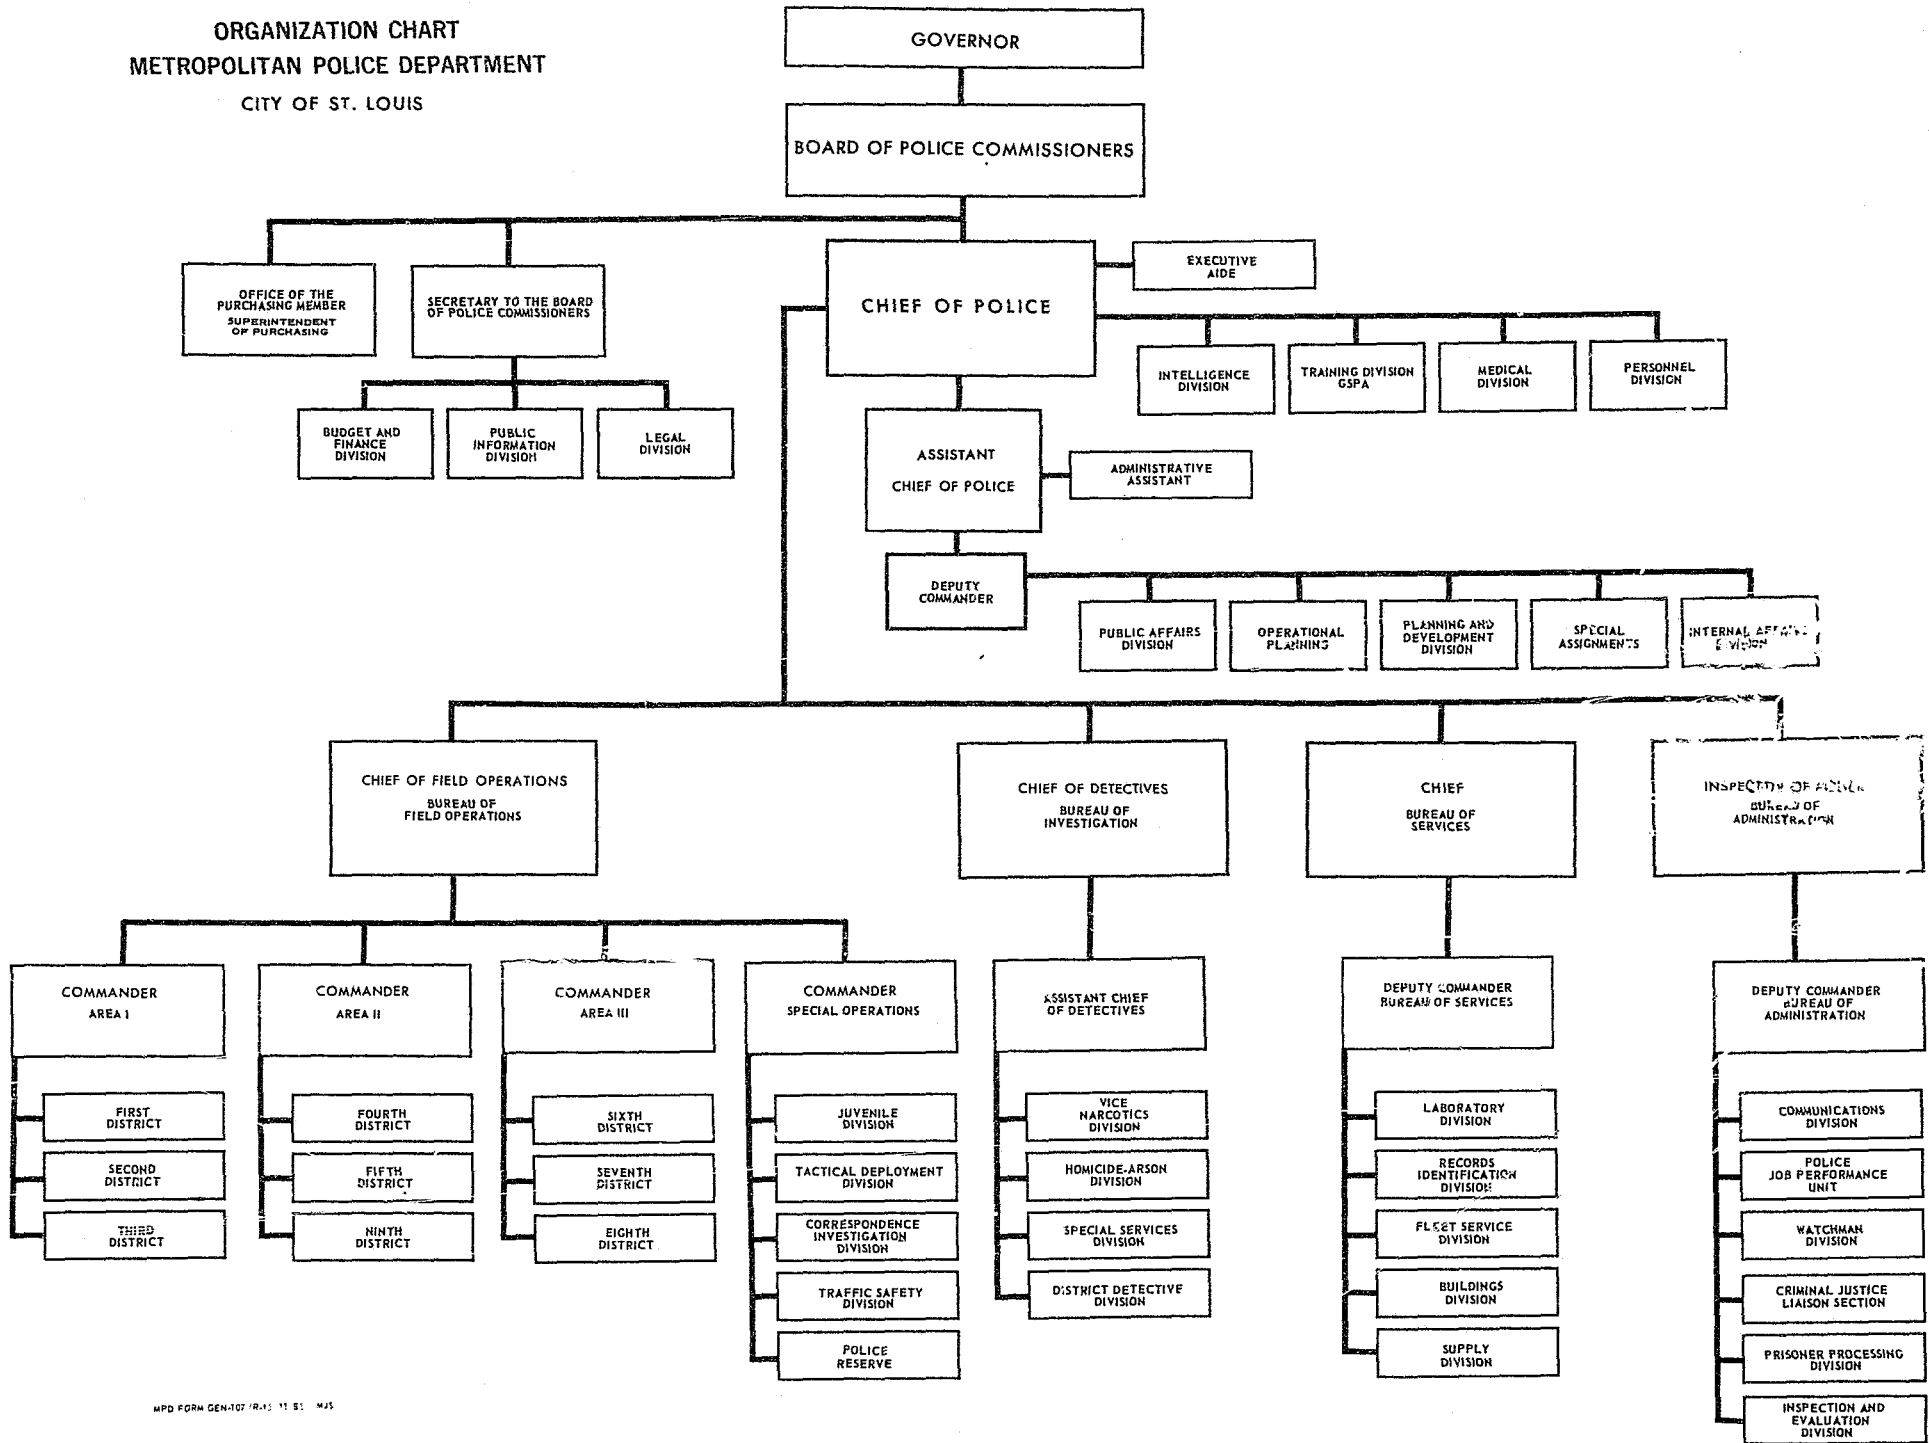 ORGANIZATION CHART
METROPOLITAN POLICE DEPARTMENT
CITY OF ST. LOUIS
GOVERNOR
BOARD OF POLICE COMMISSIONERS
OFFICE OF THE
PURCHASING MEMBER
SUPERINTENDENT
OF PURCHASING
SECRETARY TO THE BOARD
OF POLICE COMMISSIONERS
CHIEF OF POLICE
EXECUTIVE
AIDE
BUDGET AND
FINANCE
DIVISION
PUBLIC
INFORMATION
DIVISION
LEGAL
DIVISION
INTELLIGENCE
DIVISION
TRAINING DIVISION
GSPA
MEDICAL
DIVISION
PERSONNEL
DIVISION
ASSISTANT
CHIEF OF POLICE
ADMINISTRATIVE
ASSISTANT
DEPUTY
COMMANDER
PUBLIC AFFAIRS
DIVISION
OPERATIONAL
PLANNING
PLANNING AND
DEVELOPMENT
DIVISION
SPECIAL
ASSIGNMENTS
INTERNAL AFFAIRS
DIVISION
CHIEF OF FIELD OPERATIONS
BUREAU OF
FIELD OPERATIONS
CHIEF OF DETECTIVES
BUREAU OF
INVESTIGATION
CHIEF
BUREAU OF
SERVICES
INSPECTOR OF POLICE
BUREAU OF
ADMINISTRATION
COMMANDER
AREA I
COMMANDER
AREA II
COMMANDER
AREA III
COMMANDER
SPECIAL OPERATIONS
ASSISTANT CHIEF
OF DETECTIVES
DEPUTY COMMANDER
BUREAU OF SERVICES
DEPUTY COMMANDER
BUREAU OF
ADMINISTRATION
FIRST
DISTRICT
SECOND
DISTRICT
THIRD
DISTRICT
FOURTH
DISTRICT
FIFTH
DISTRICT
NINTH
DISTRICT
SIXTH
DISTRICT
SEVENTH
DISTRICT
EIGHTH
DISTRICT
JUVENILE
DIVISION
TACTICAL DEPLOYMENT
DIVISION
CORRESPONDENCE
INVESTIGATION
DIVISION
TRAFFIC SAFETY
DIVISION
POLICE
RESERVE
VICE
NARCOTICS
DIVISION
HOMICIDE-ARSON
DIVISION
SPECIAL SERVICES
DIVISION
DISTRICT DETECTIVE
DIVISION
LABORATORY
DIVISION
RECORDS
IDENTIFICATION
DIVISION
FLEET SERVICE
DIVISION
BUILDINGS
DIVISION
SUPPLY
DIVISION
COMMUNICATIONS
DIVISION
POLICE
JOB PERFORMANCE
UNIT
WATCHMAN
DIVISION
CRIMINAL JUSTICE
LIAISON SECTION
PRISONER PROCESSING
DIVISION
INSPECTION AND
EVALUATION
DIVISION
MPD FORM GEN-107